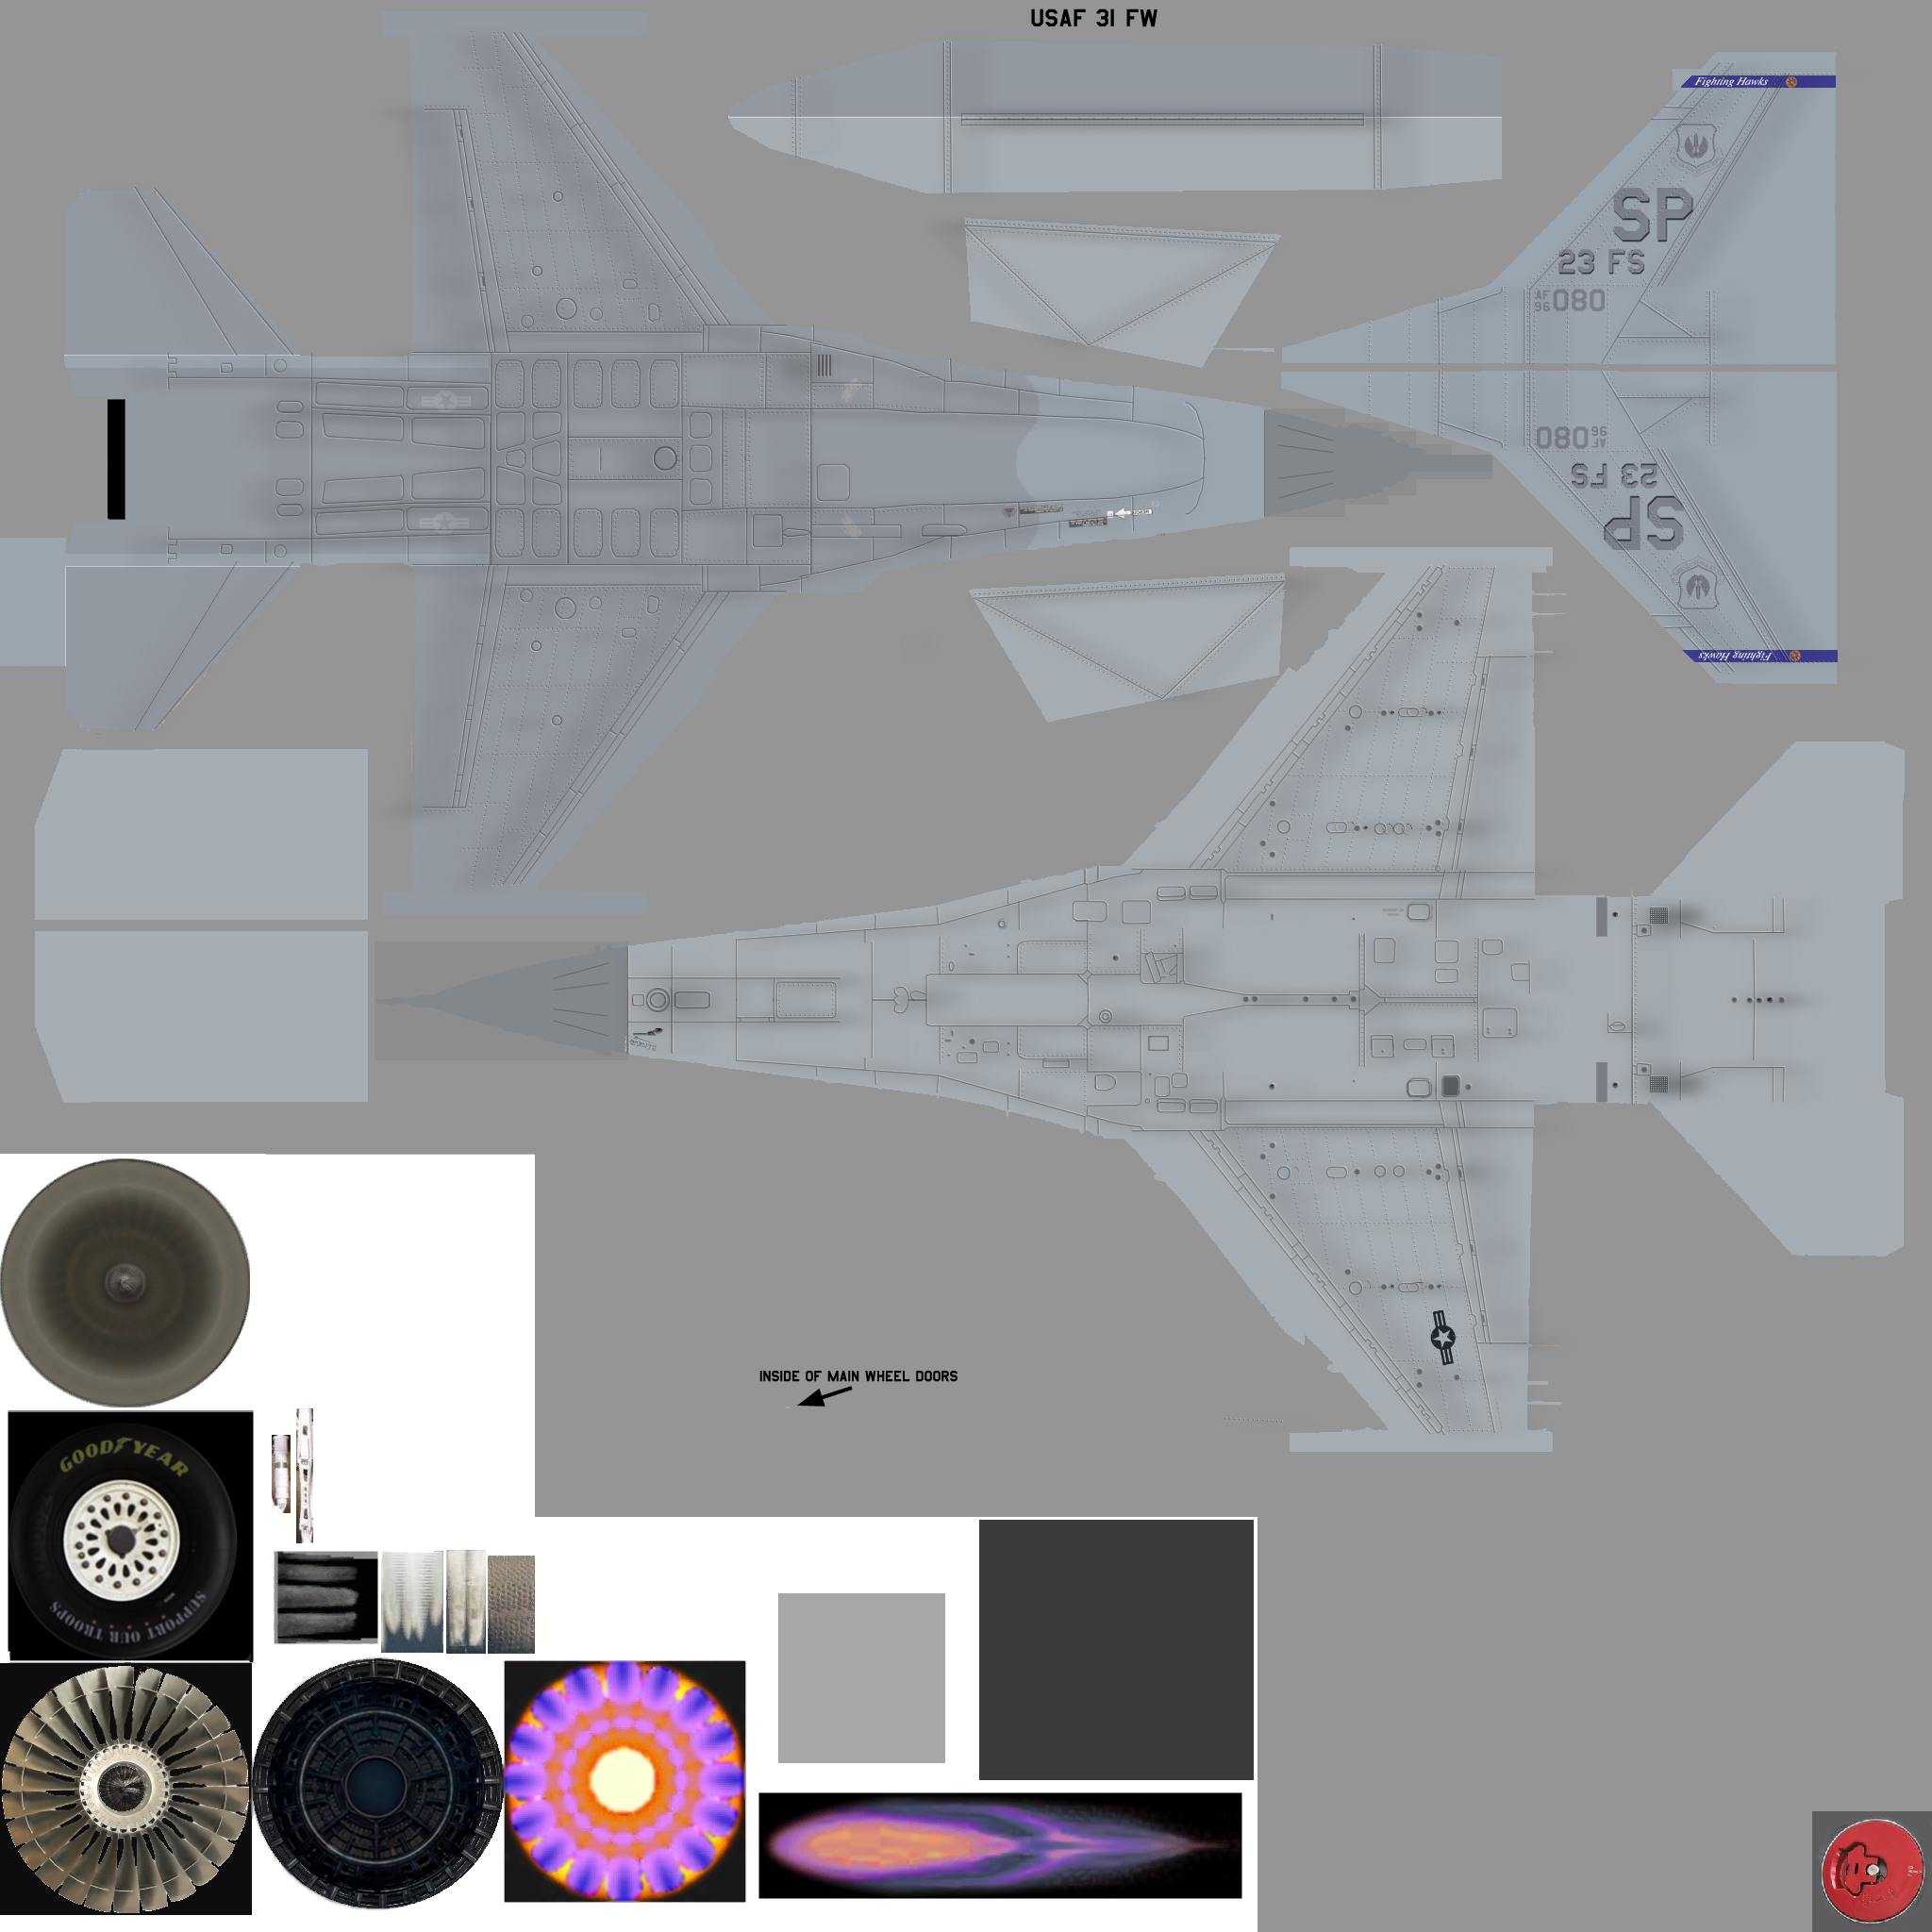 USAF 31 FW
Fighting Hawks
SP
23 FS
AF
96 080
080 96
AF
23 FS
SP
Fighting Hawks
INSIDE OF MAIN WHEEL DOORS
GOODYEAR
SUPPORT OUR TROOPS